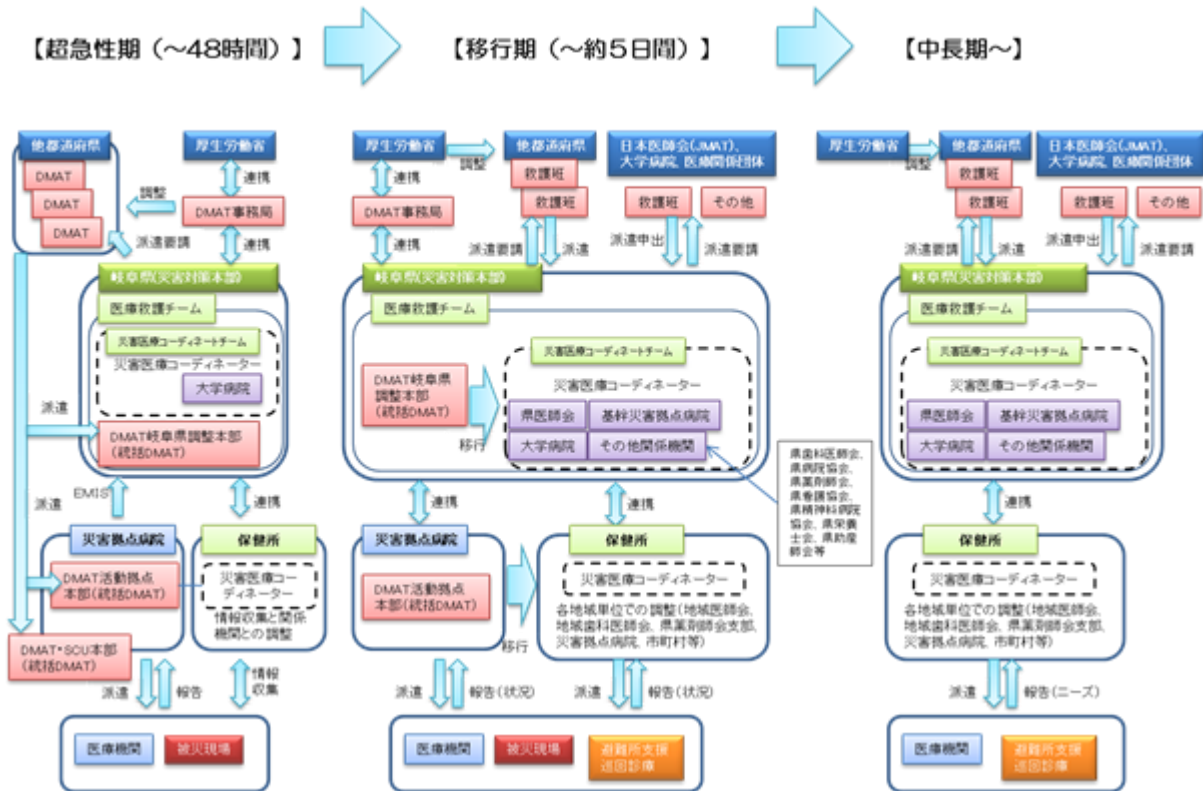 【超急性期（～48時間）】
【移行期（～約5日間）】
【中長期～】
他都道府県
DMAT
DMAT
DMAT
厚生労働省
連携
調整
DMAT事務局
派遣要請
連携
岐阜県(災害対策本部)
医療救護チーム
災害医療コーディネートチーム
災害医療コーディネーター
大学病院
派遣
DMAT岐阜県調整本部
(統括DMAT)
EMIS
派遣
連携
災害拠点病院
DMAT活動拠点
本部(統括DMAT)
保健所
災害医療コー
ディネーター
情報収集と関係
機関との調整
DMAT・SCU本部
(統括DMAT)
派遣
報告
情報
収集
医療機関
被災現場
厚生労働省
調整
他都道府県
救護班
救護班
日本医師会(JMAT)、
大学病院、医療関係団体
救護班
その他
連携
DMAT事務局
連携
派遣要請
派遣
派遣申出
派遣要請
岐阜県(災害対策本部)
医療救護チーム
災害医療コーディネートチーム
災害医療コーディネーター
DMAT岐阜県
調整本部
(統括DMAT)
移行
県医師会
基幹災害拠点病院
大学病院
その他関係機関
県歯科医師会、
県病院協会、
県薬剤師会、
県看護協会、
県精神科病院
協会、県栄養
士会、県助産
師会等
連携
連携
災害拠点病院
DMAT活動拠点
本部(統括DMAT)
移行
保健所
災害医療コーディネーター
各地域単位での調整(地域医師会、
地域歯科医師会、県薬剤師会支部、
災害拠点病院、市町村等)
派遣
報告(状況)
派遣
報告(状況)
医療機関
被災現場
避難所支援
巡回診療
厚生労働省
調整
他都道府県
救護班
救護班
日本医師会(JMAT)、
大学病院、医療関係団体
救護班
その他
派遣要請
派遣
派遣申出
派遣要請
岐阜県(災害対策本部)
医療救護チーム
災害医療コーディネートチーム
災害医療コーディネーター
県医師会
基幹災害拠点病院
大学病院
その他関係機関
連携
保健所
災害医療コーディネーター
各地域単位での調整(地域医師会、
地域歯科医師会、県薬剤師会支部、
災害拠点病院、市町村等)
派遣
報告(ニーズ)
医療機関
避難所支援
巡回診療